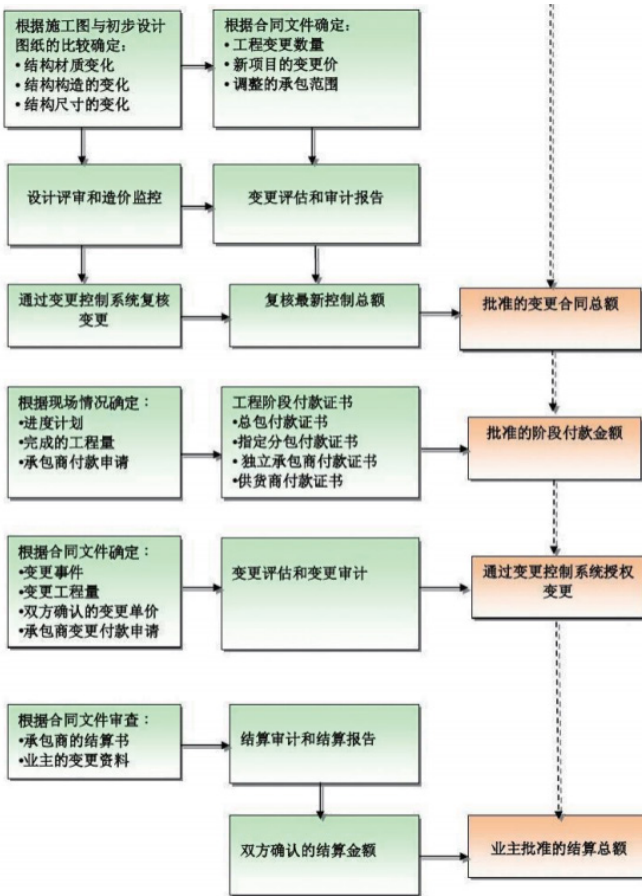 根据施工图与初步设计
图纸的比较确定：
•结构材质变化
•结构构造的变化
•结构尺寸的变化
根据合同文件确定：
•工程变更数量
•新项目的变更价
•调整的承包范围
设计评审和造价监控
变更评估和审计报告
通过变更控制系统复核
变更
复核最新控制总额
批准的变更合同总额
根据现场情况确定：
•进度计划
•完成的工程量
•承包商付款申请
工程阶段付款证书
•总包付款证书
•指定分包付款证书
•独立承包商付款证书
•供货商付款证书
批准的阶段付款金额
根据合同文件确定：
•变更事件
•变更工程量
•双方确认的变更单价
•承包商变更付款申请
变更评估和变更审计
通过变更控制系统授权
变更
根据合同文件审查：
•承包商的结算书
•业主的变更资料
结算审计和结算报告
双方确认的结算金额
业主批准的结算总额